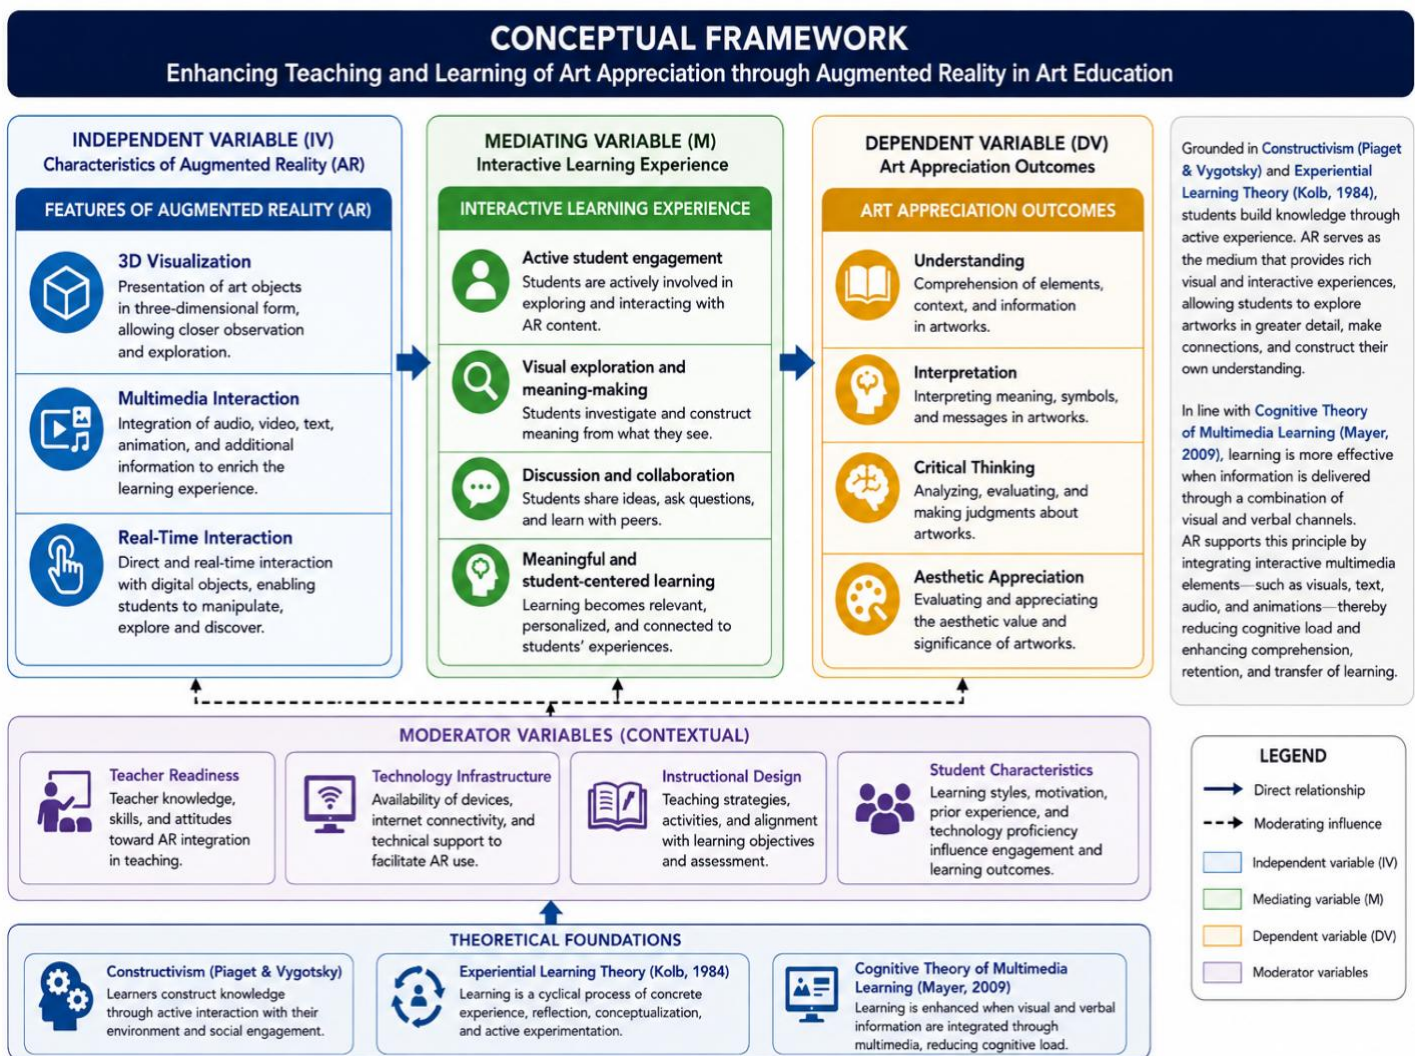 CONCEPTUAL FRAMEWORK
Enhancing Teaching and Learning of Art Appreciation through Augmented Reality in Art Education
INDEPENDENT VARIABLE (IV)
Characteristics of Augmented Reality (AR)
FEATURES OF AUGMENTED REALITY (AR)
3D Visualization
Presentation of art objects
in three-dimensional form,
allowing closer observation
and exploration.
Multimedia Interaction
Integration of audio, video, text,
animation, and additional
information to enrich the
learning experience.
Real-Time Interaction
Direct and real-time interaction
with digital objects, enabling
students to manipulate,
explore and discover.
MEDIATING VARIABLE (M)
Interactive Learning Experience
INTERACTIVE LEARNING EXPERIENCE
Active student engagement
Students are actively involved in
exploring and interacting with
AR content.
Visual exploration and
meaning-making
Students investigate and construct
meaning from what they see.
Discussion and collaboration
Students share ideas, ask questions,
and learn with peers.
Meaningful and
student-centered learning
Learning becomes relevant,
personalized, and connected to
students' experiences.
DEPENDENT VARIABLE (DV)
Art Appreciation Outcomes
ART APPRECIATION OUTCOMES
Understanding
Comprehension of elements,
context, and information
in artworks.
Interpretation
Interpreting meaning, symbols,
and messages in artworks.
Critical Thinking
Analyzing, evaluating, and
making judgments about
artworks.
Aesthetic Appreciation
Evaluating and appreciating
the aesthetic value and
significance of artworks.
Grounded in Constructivism (Piaget
& Vygotsky) and Experiential
Learning Theory (Kolb, 1984),
students build knowledge through
active experience. AR serves as
the medium that provides rich
visual and interactive experiences,
allowing students to explore
artworks in greater detail, make
connections, and construct their
own understanding.
In line with Cognitive Theory
of Multimedia Learning (Mayer,
2009), learning is more effective
when information is delivered
through a combination of
visual and verbal channels.
AR supports this principle by
integrating interactive multimedia
elements—such as visuals, text,
audio, and animations—thereby
reducing cognitive load and
enhancing comprehension,
retention, and transfer of learning.
MODERATOR VARIABLES (CONTEXTUAL)
Teacher Readiness
Teacher knowledge,
skills, and attitudes
toward AR integration
in teaching.
Technology Infrastructure
Availability of devices,
internet connectivity, and
technical support to
facilitate AR use.
Instructional Design
Teaching strategies,
activities, and alignment
with learning objectives
and assessment.
Student Characteristics
Learning styles, motivation,
prior experience, and
technology proficiency
influence engagement and
learning outcomes.
LEGEND
Direct relationship
Moderating influence
Independent variable (IV)
Mediating variable (M)
Dependent variable (DV)
Moderator variables
THEORETICAL FOUNDATIONS
Constructivism (Piaget & Vygotsky)
Learners construct knowledge
through active interaction with their
environment and social engagement.
Experiential Learning Theory (Kolb, 1984)
Learning is a cyclical process of concrete
experience, reflection, conceptualization,
and active experimentation.
Cognitive Theory of Multimedia
Learning (Mayer, 2009)
Learning is enhanced when visual and verbal
information are integrated through
multimedia, reducing cognitive load.